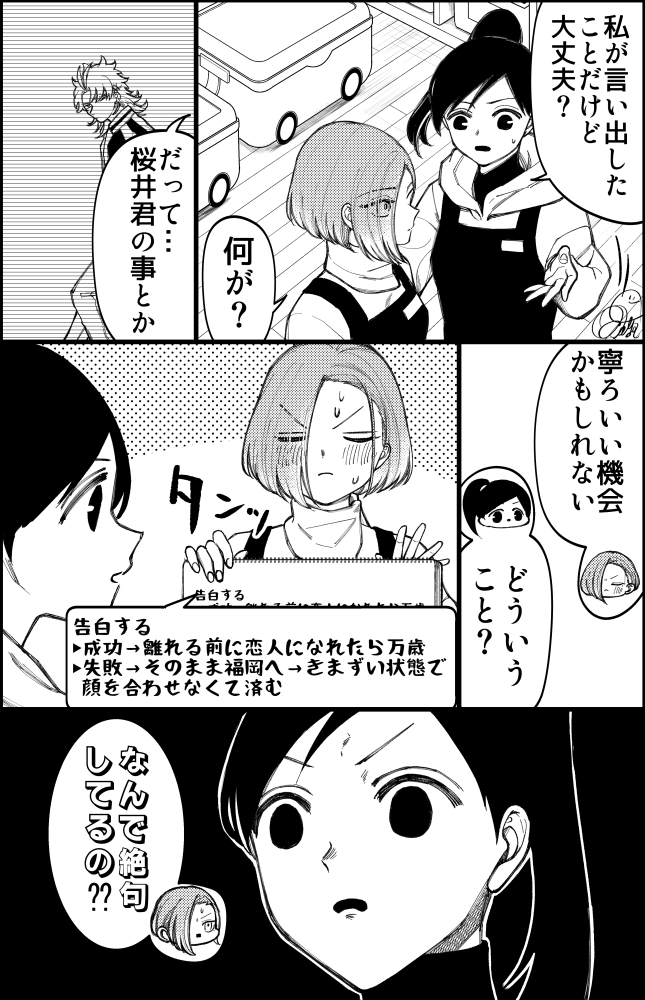 私が言い出した
ことだけど
大丈夫?
何が?
だって…
桜井君の事とか
寧ろいい機会
かもしれない
どういう
こと?
タンッ
告白する
告白する
▸成功→離れる前に恋人になれたら万歳
▸失敗→そのまま福岡へ→きまずい状態で
顔を合わせなくて済む
なんで絶句
してるの??